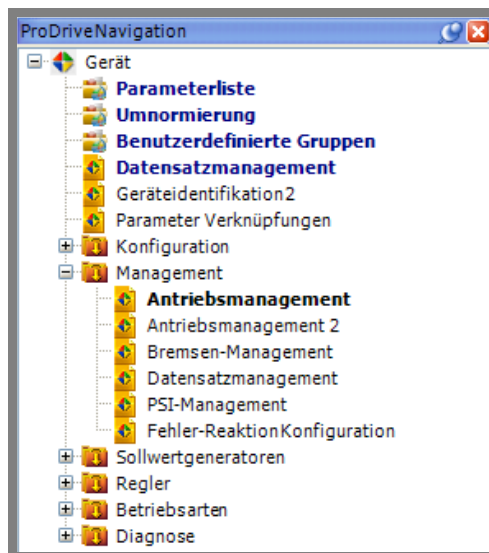 ProDriveNavigation
Gerät
Parameterliste
Umnormierung
Benutzerdefinierte Gruppen
Datensatzmanagement
Geräteidentifikation2
Parameter Verknüpfungen
Konfiguration
Management
Antriebsmanagement
Antriebsmanagement 2
Bremsen-Management
Datensatzmanagement
PSI-Management
Fehler-ReaktionKonfiguration
Sollwertgeneratoren
Regler
Betriebsarten
Diagnose